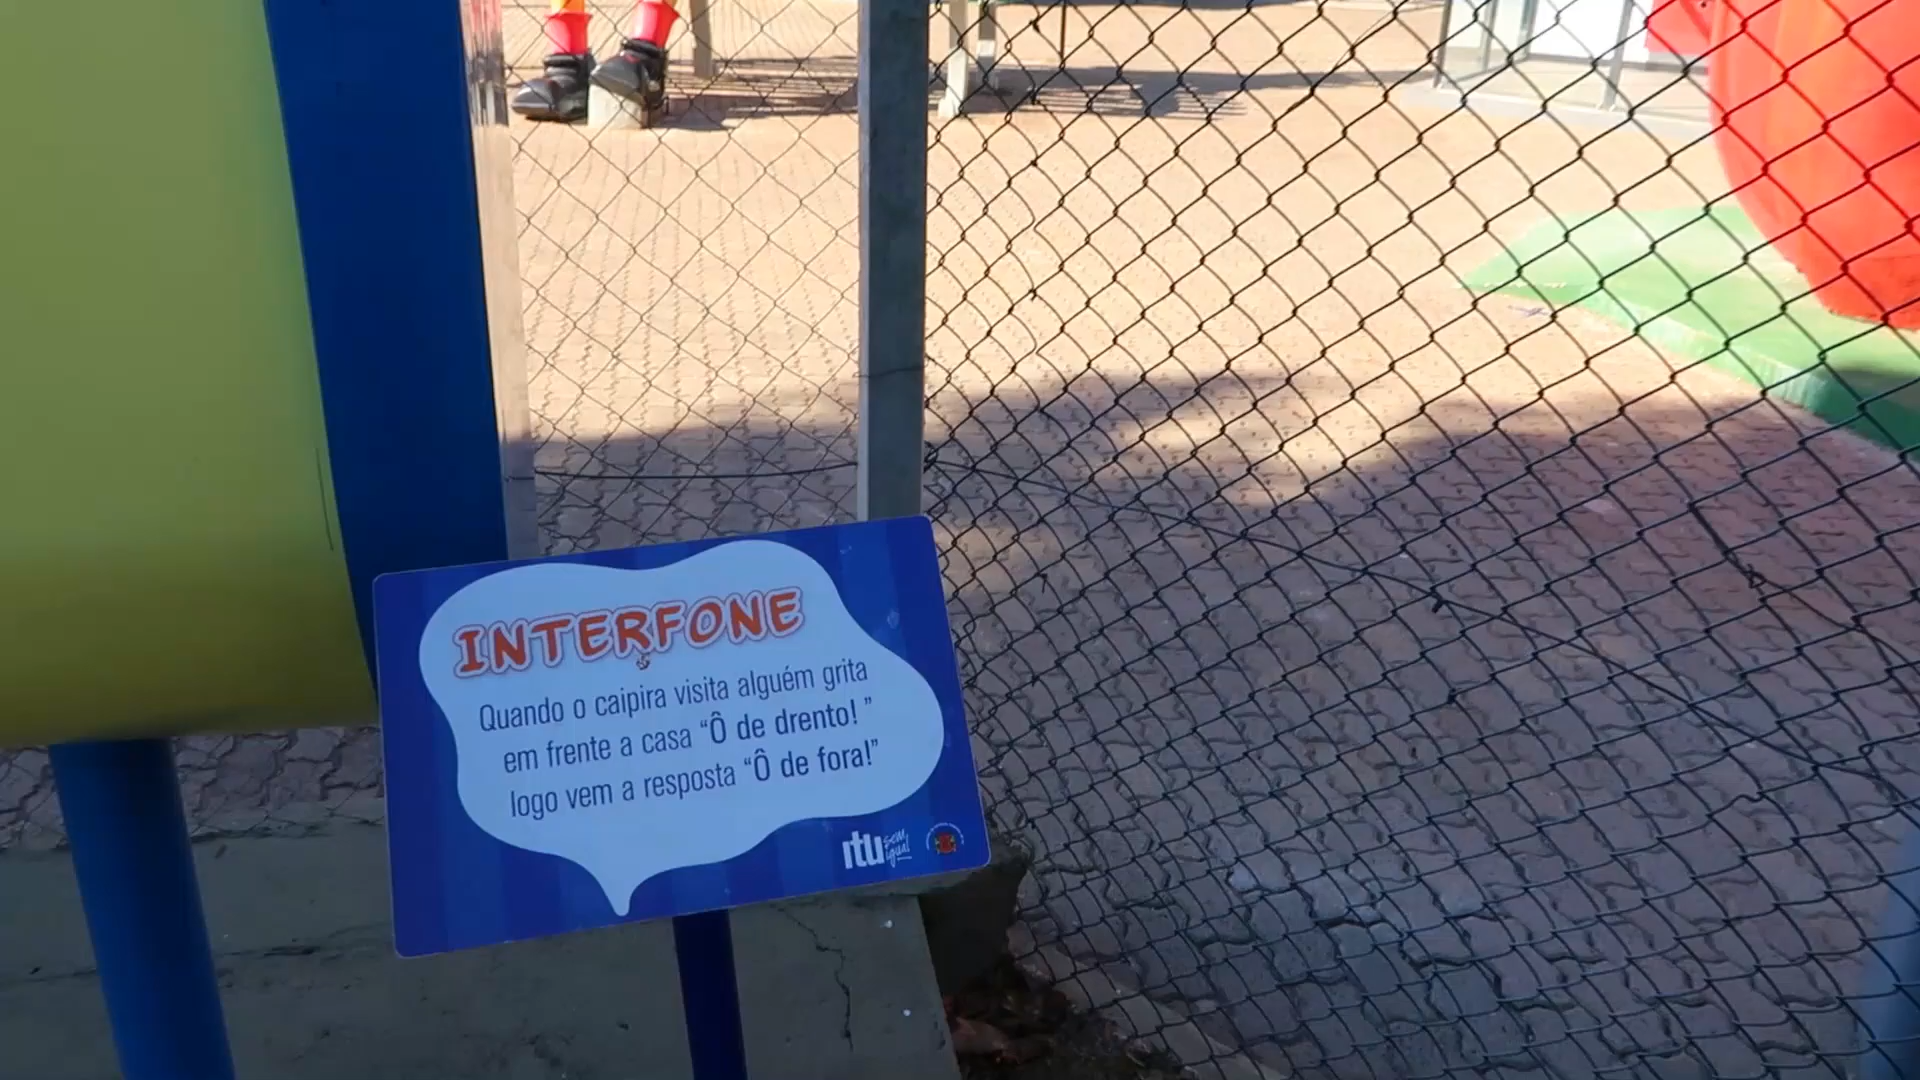 INTERFONE
Quando o caipira visita alguém grita
em frente a casa “Ô de drento! ”
logo vem a resposta “Ô de fora!”
ITU sem igual